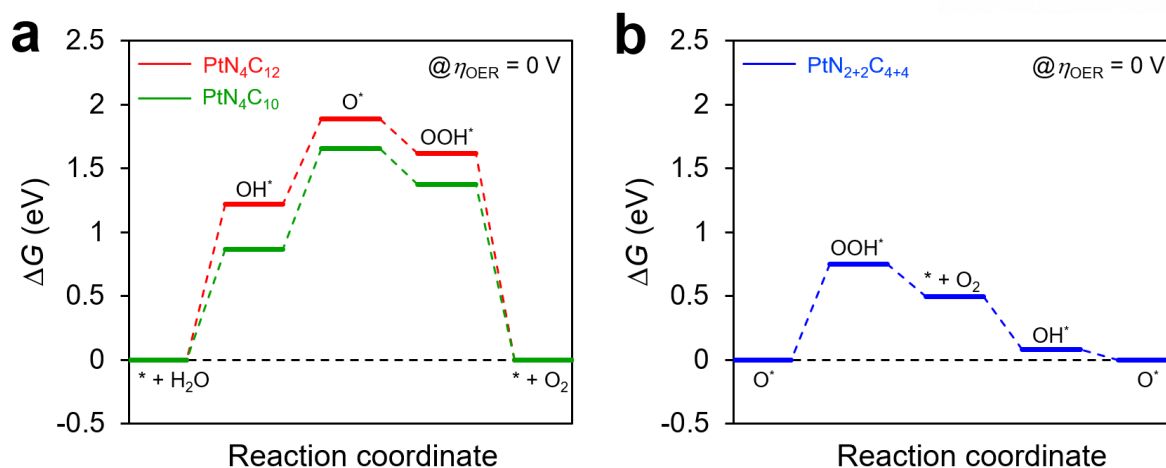 a
2.5
2
1.5
1
0.5
0
-0.5
ΔG (eV)
PtN₄C₁₂
PtN₄C₁₀
@η_OER = 0 V
* + H₂O
OH*
O*
OOH*
* + O₂
Reaction coordinate
b
2.5
2
1.5
1
0.5
0
-0.5
ΔG (eV)
PtN₂₊₂C₄₊₄
@η_OER = 0 V
O*
OOH*
* + O₂
OH*
O*
Reaction coordinate